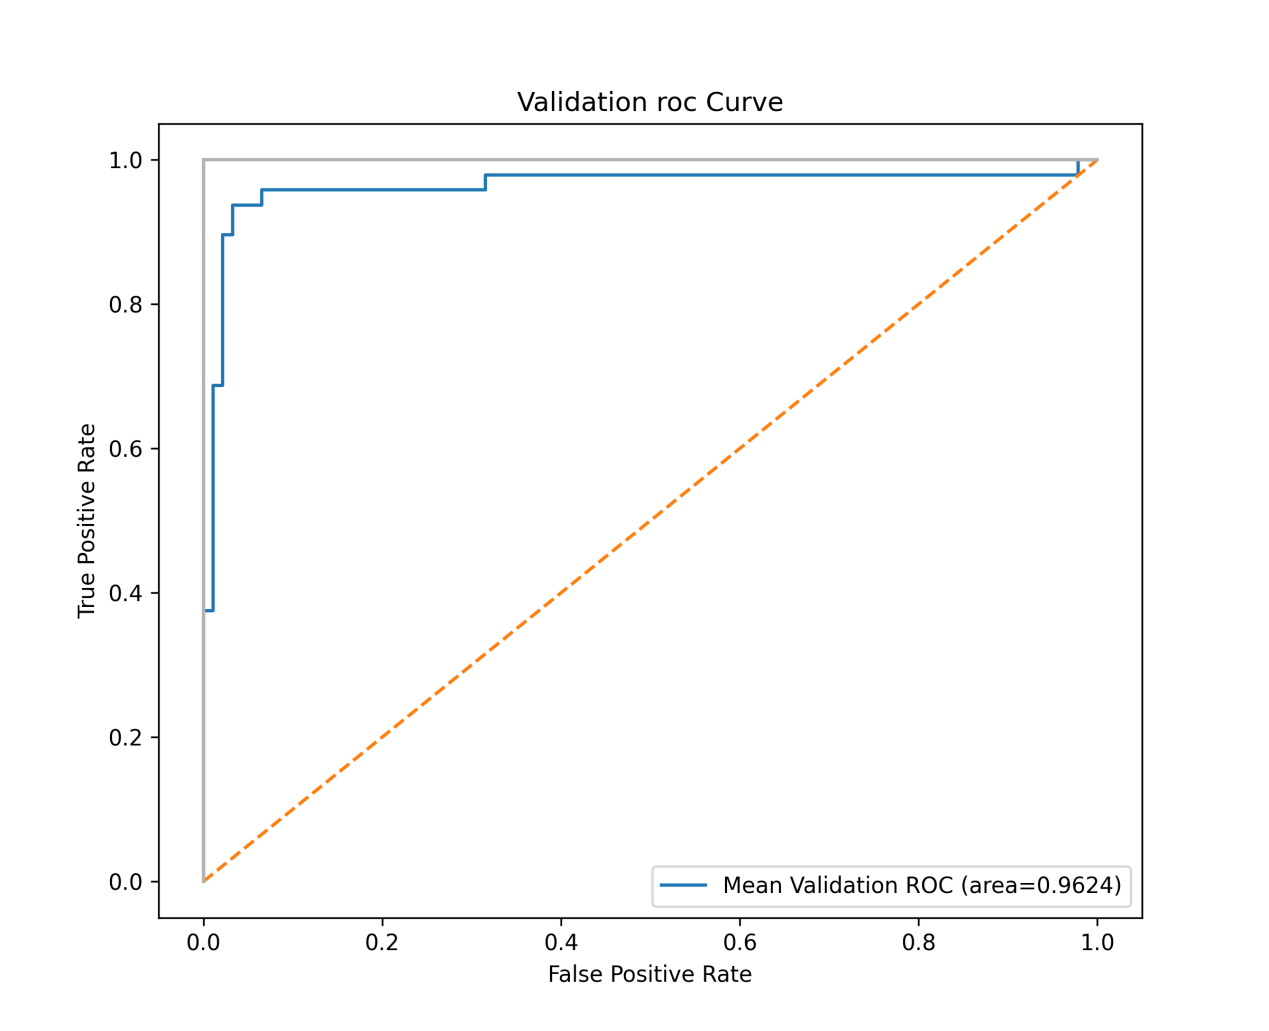 Validation roc Curve
True Positive Rate
1.0
0.8
0.6
0.4
0.2
0.0
Mean Validation ROC (area=0.9624)
0.0 0.2 0.4 0.6 0.8 1.0
False Positive Rate